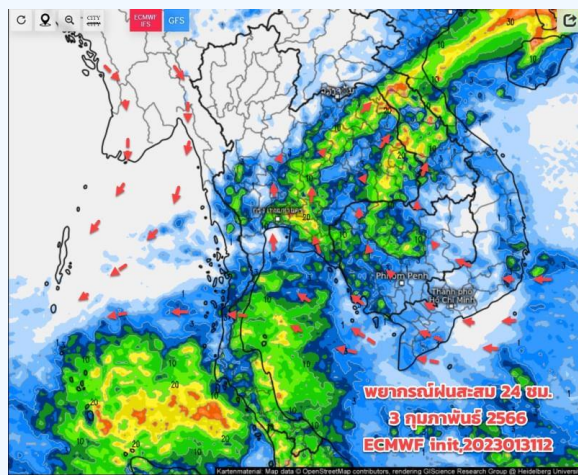 CITY
CITY
ECMWF
IFS
GFS
30
Phnom Penh
Thành phố
Hồ Chí Minh
พยากรณ์ฝนสะสม 24 ชม.
3 กุมภาพันธ์ 2566
ECMWF init,2023013112
Kartenmaterial Map data © OpenStreetMap contributors, rendering GIScience Research Group @ Heidelberg Univers